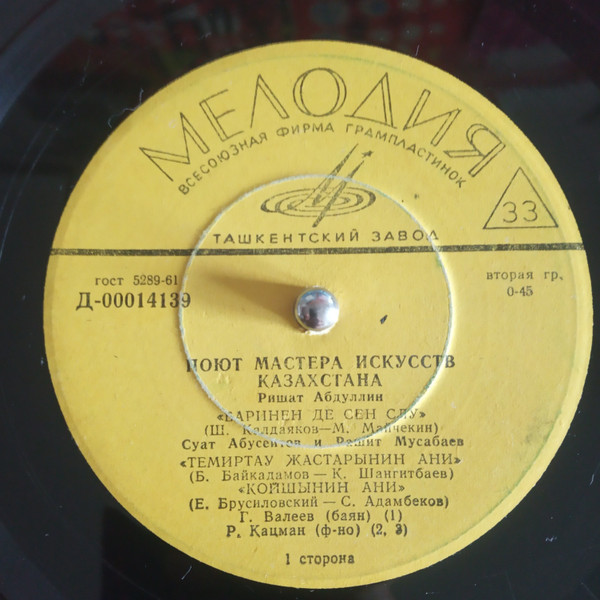 МЕЛОДИЯ
ВСЕСОЮЗНАЯ ФИРМА ГРАМПЛАСТИНОК
33
ТАШКЕНТСКИЙ ЗАВОД
гост 5289-61
Д-00014139
вторая гр.
0-45
ПОЮТ МАСТЕРА ИСКУССТВ
КАЗАХСТАНА
Ришат Абдуллин
«БАРИНЕН ДЕ СЕН СЛУ»
(Ш. Калдаяков—М. Майчекин)
Суат Абусеитов и Рашит Мусабаев
«ТЕМИРТАУ ЖАСТАРЫНИН АНИ»
(Б. Байкадамов — К. Шангитбаев)
«КОЙШЫНИН АНИ»
(Е. Брусиловский — С. Адамбеков)
Г. Валеев (баян) (1)
Р. Кацман (ф-но) (2, 3)
1 сторона